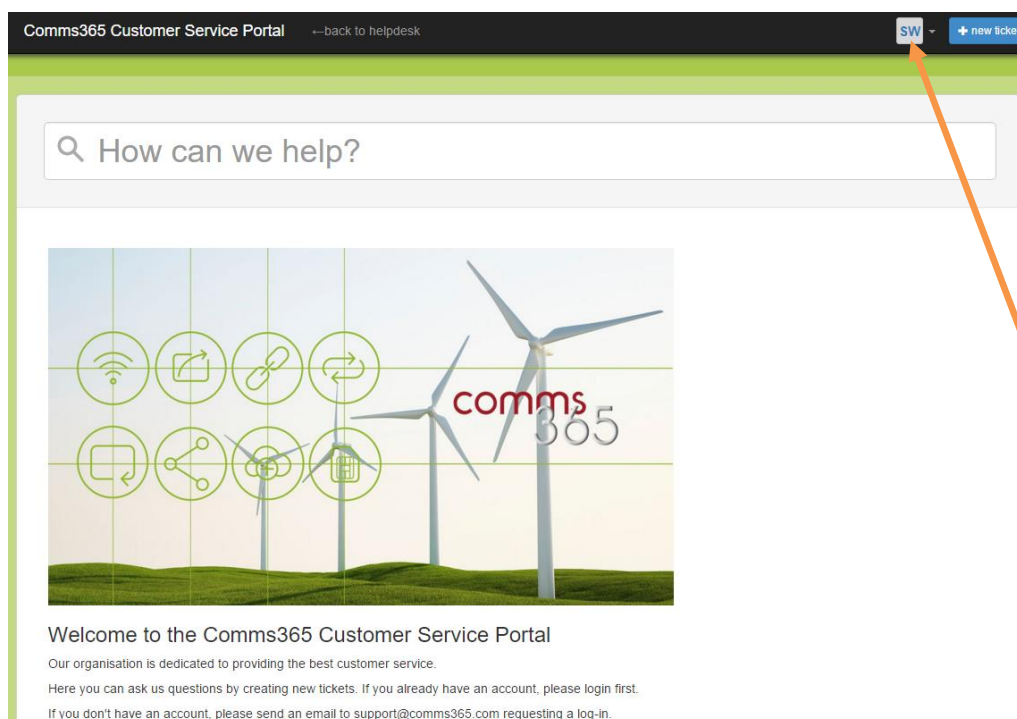 Comms365 Customer Service Portal ←back to helpdesk SW + new ticke
How can we help?
comms
365
Welcome to the Comms365 Customer Service Portal
Our organisation is dedicated to providing the best customer service.
Here you can ask us questions by creating new tickets. If you already have an account, please login first.
If you don't have an account, please send an email to support@comms365.com requesting a log-in.